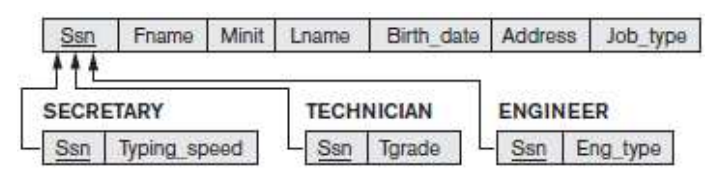 Ssn Fname Minit Lname Birth_date Address Job_type
SECRETARY TECHNICIAN ENGINEER
Ssn Typing_speed Ssn Tgrade Ssn Eng_type